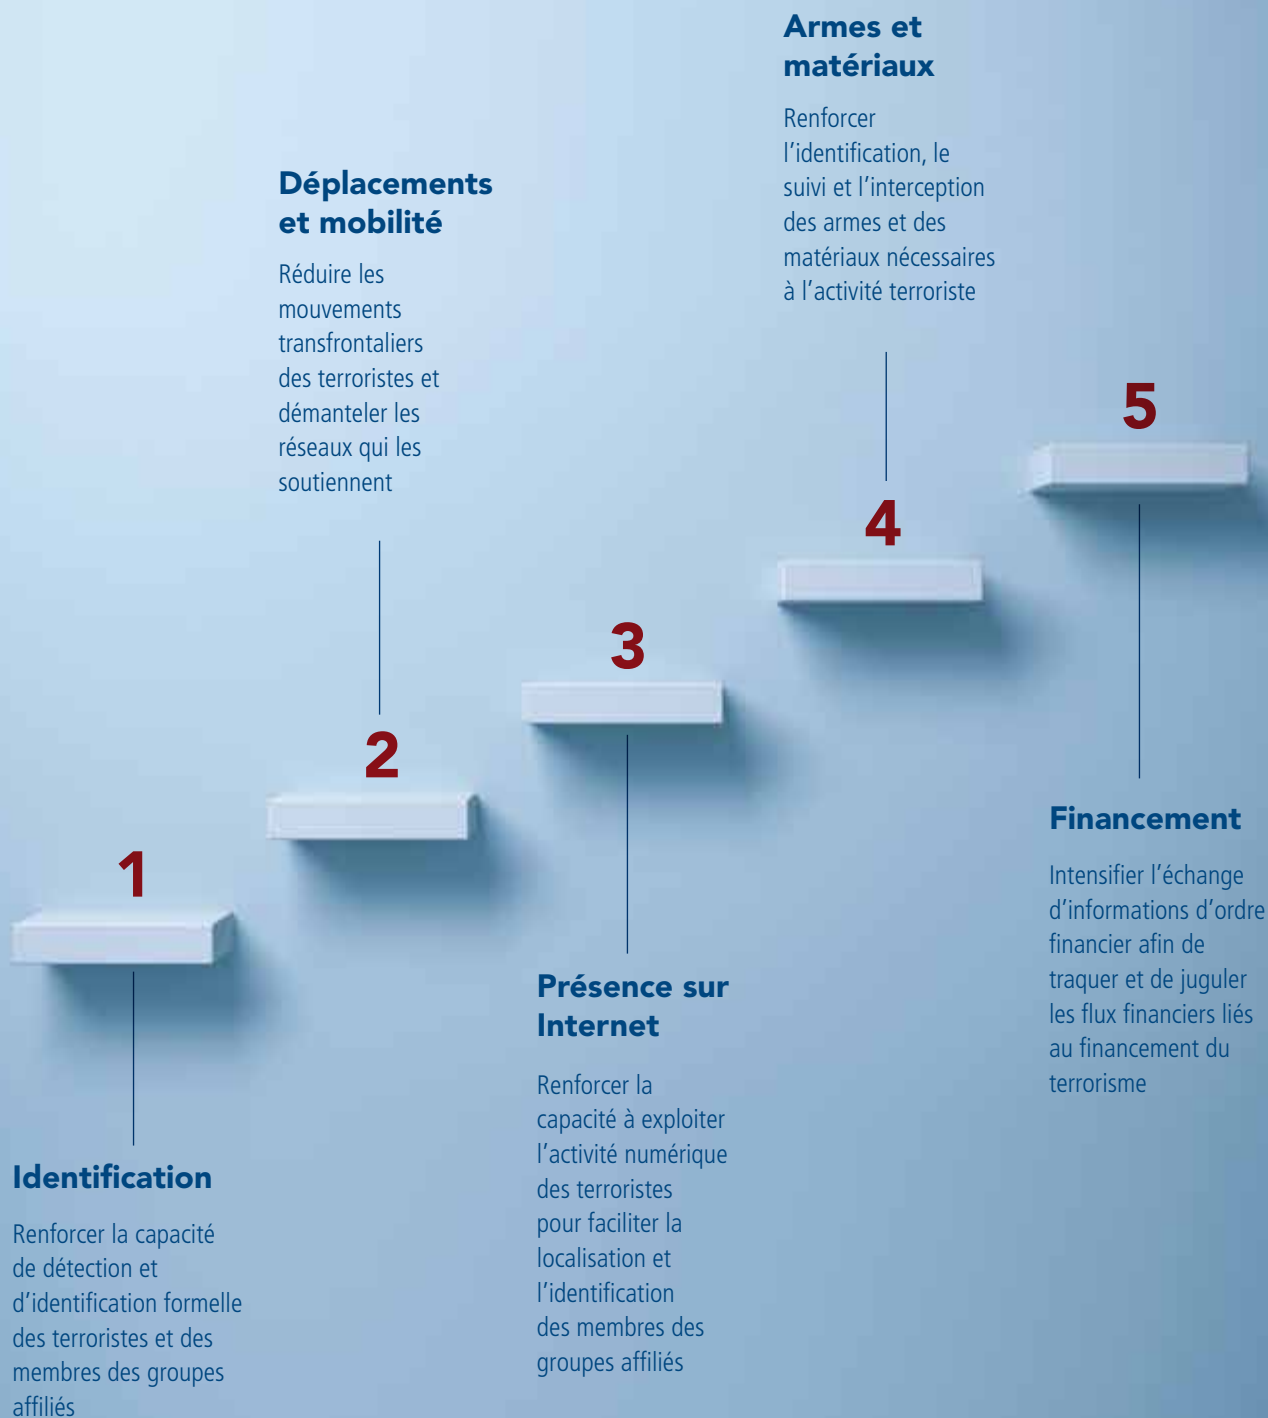 1
Identification
Renforcer la capacité
de détection et
d'identification formelle
des terroristes et des
membres des groupes
affiliés
Déplacements
et mobilité
Réduire les
mouvements
transfrontaliers
des terroristes et
démanteler les
réseaux qui les
soutiennent
2
3
Présence sur
Internet
Renforcer la
capacité à exploiter
l'activité numérique
des terroristes
pour faciliter la
localisation et
l'identification
des membres des
groupes affiliés
Armes et
matériaux
Renforcer
l'identification, le
suivi et l'interception
des armes et des
matériaux nécessaires
à l'activité terroriste
4
5
Financement
Intensifier l'échange
d'informations d'ordre
financier afin de
traquer et de juguler
les flux financiers liés
au financement du
terrorisme